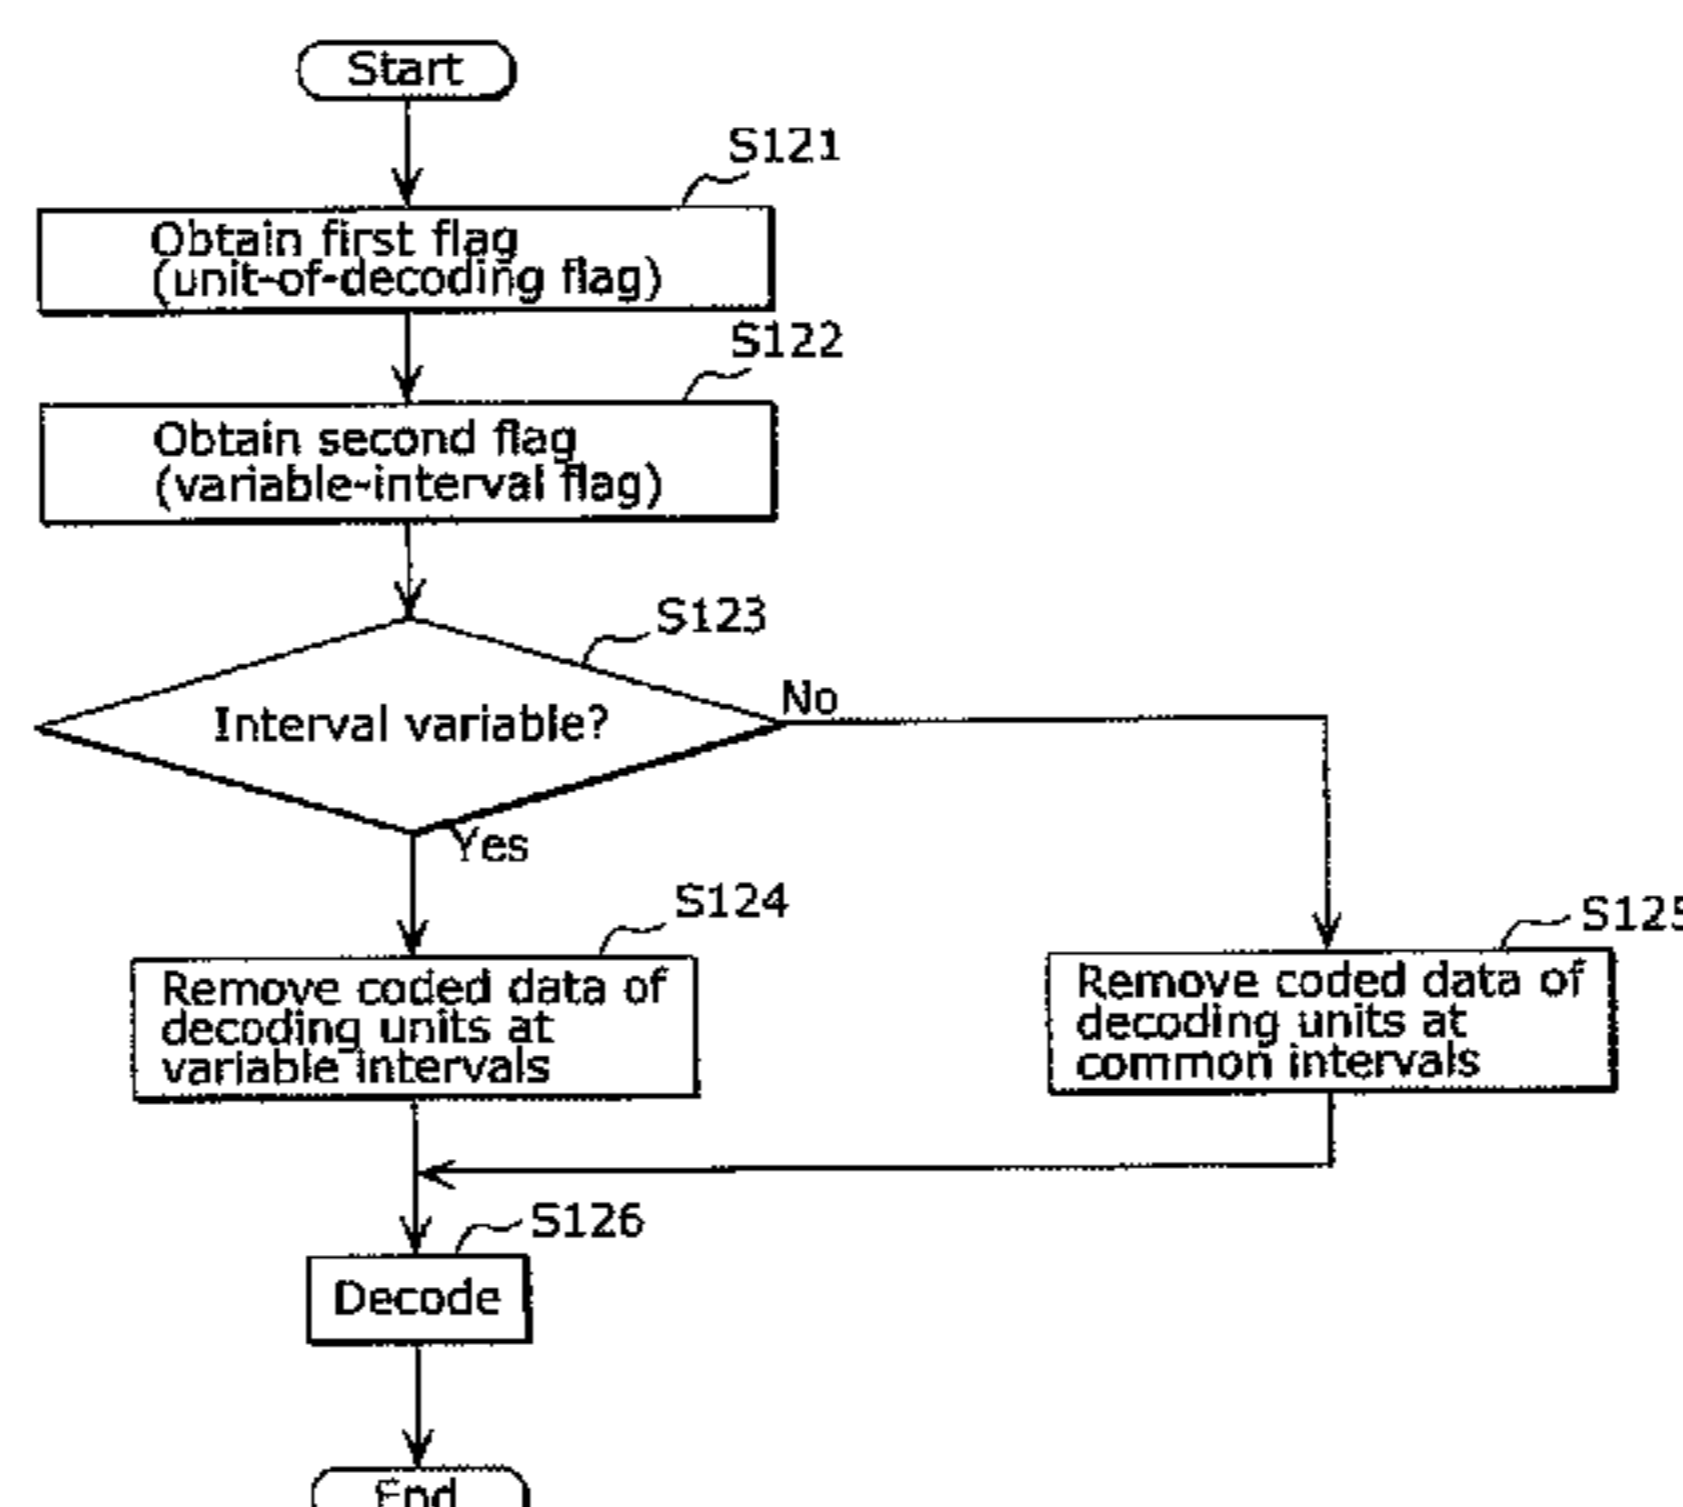 Start
S121
Obtain first flag
(unit-of-decoding flag)
S122
Obtain second flag
(variable-interval flag)
S123
Interval variable?
No
Yes
S124
Remove coded data of
decoding units at
variable intervals
S125
Remove coded data of
decoding units at
common intervals
S126
Decode
End